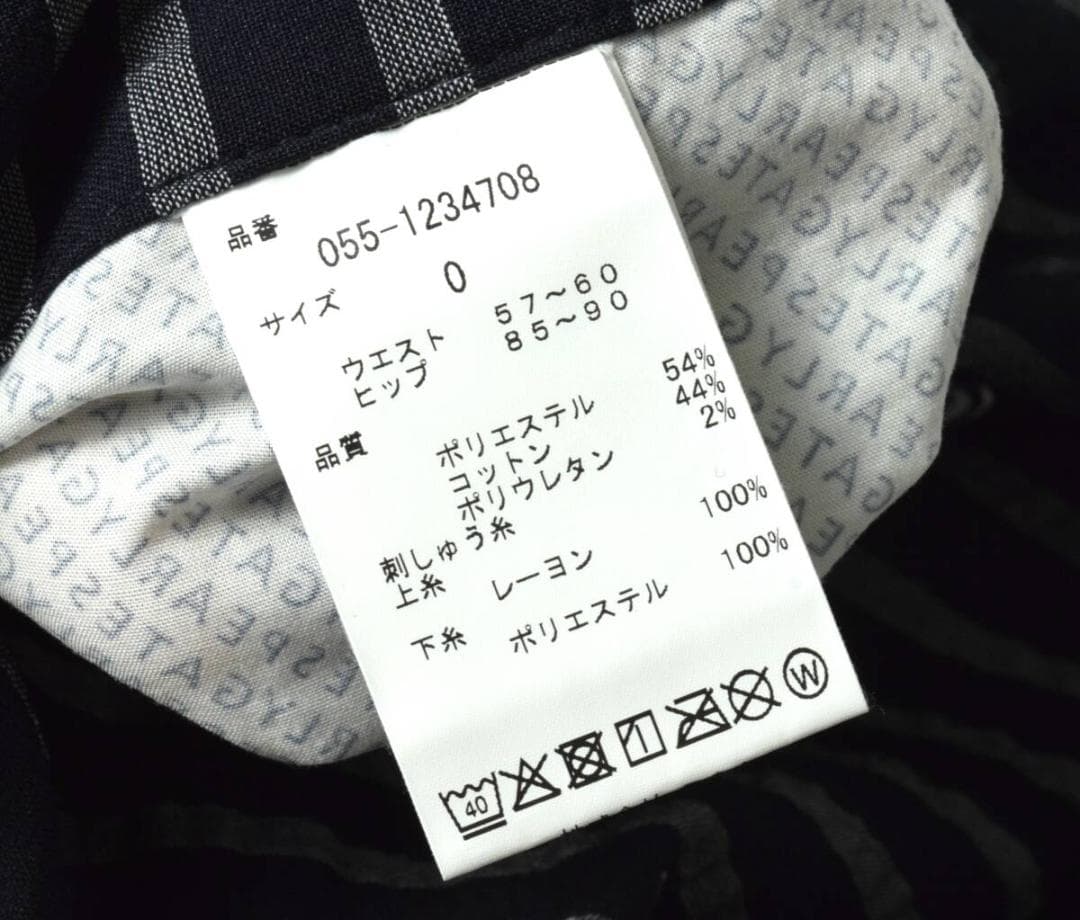 品番 055-1234708
サイズ 0
ウエスト 57～60
ヒップ 85～90
品質 ポリエステル 54%
コットン 44%
ポリウレタン 2%
刺しゅう糸
上糸 レーヨン 100%
下糸 ポリエステル 100%
40
W
PEARLY GATES